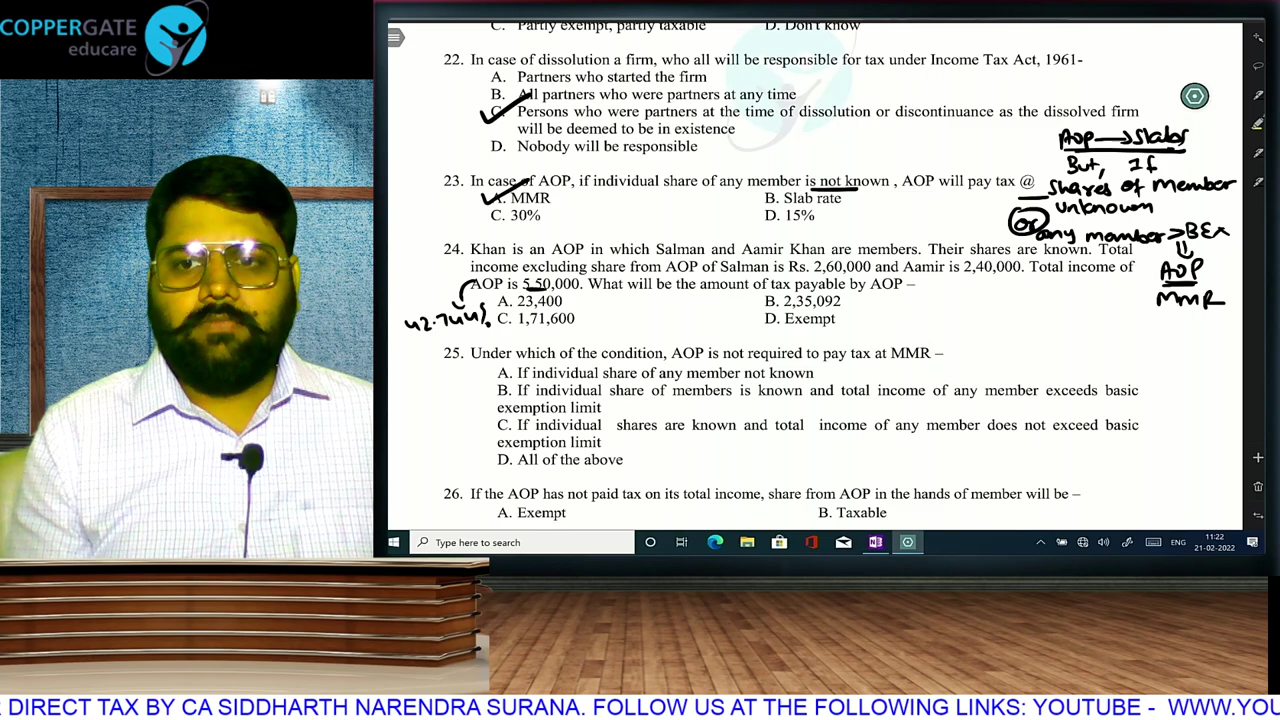 COPPERGATE
educare
C. Partly exempt, partly taxable D. Don't know
22. In case of dissolution a firm, who all will be responsible for tax under Income Tax Act, 1961-
A. Partners who started the firm
B. All partners who were partners at any time
C. Persons who were partners at the time of dissolution or discontinuance as the dissolved firm
will be deemed to be in existence
D. Nobody will be responsible
23. In case of AOP, if individual share of any member is not known , AOP will pay tax @
A. MMR B. Slab rate
C. 30% D. 15%
24. Khan is an AOP in which Salman and Aamir Khan are members. Their shares are known. Total
income excluding share from AOP of Salman is Rs. 2,60,000 and Aamir is 2,40,000. Total income of
AOP is 5,50,000. What will be the amount of tax payable by AOP –
A. 23,400 B. 2,35,092
C. 1,71,600 D. Exempt
42.744%
25. Under which of the condition, AOP is not required to pay tax at MMR –
A. If individual share of any member not known
B. If individual share of members is known and total income of any member exceeds basic
exemption limit
C. If individual shares are known and total income of any member does not exceed basic
exemption limit
D. All of the above
26. If the AOP has not paid tax on its total income, share from AOP in the hands of member will be –
A. Exempt B. Taxable
AOP → Slabs
But, If
shares of member
unknown
or
any member > BEx
AOP
MMR
Type here to search
ENG
11:22
21-02-2022
DIRECT TAX BY CA SIDDHARTH NARENDRA SURANA. FOLLOW US AT THE FOLLOWING LINKS: YOUTUBE - WWW.YOU